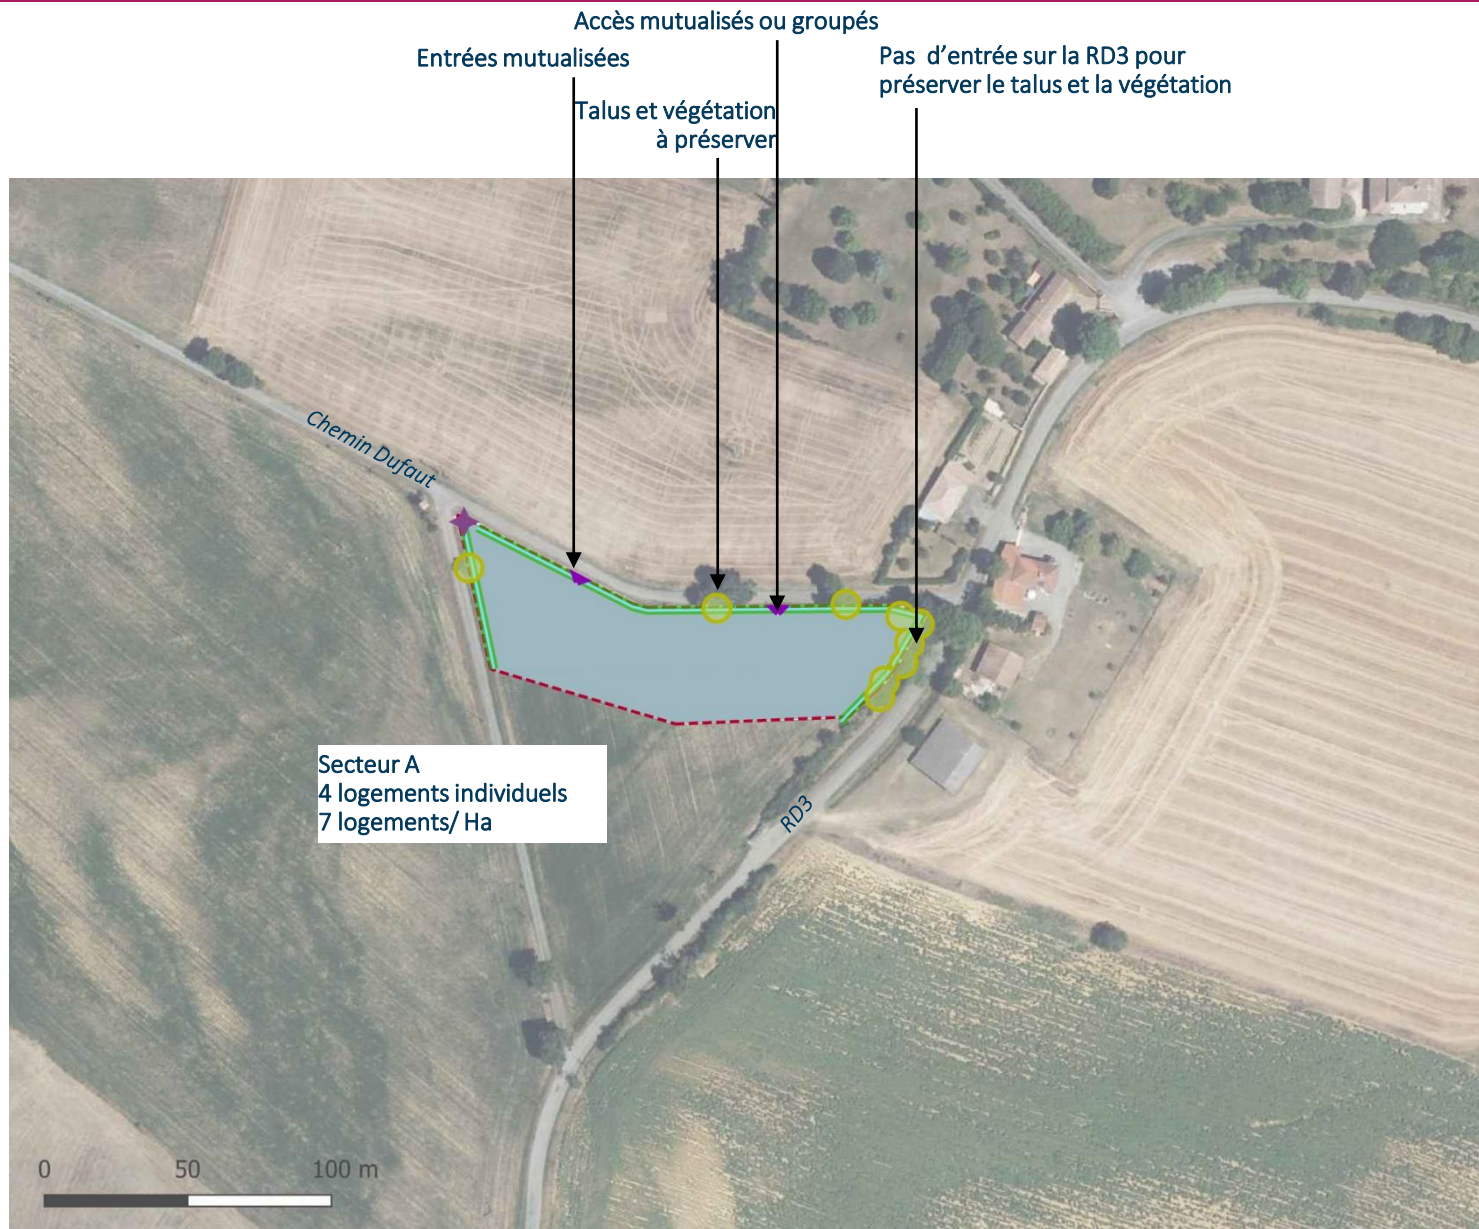 Accès mutualisés ou groupés
Entrées mutualisées
Pas d’entrée sur la RD3 pour
préserver le talus et la végétation
Talus et végétation
à préserver
Chemin Dufaut
Secteur A
4 logements individuels
7 logements/ Ha
RD3
0 50 100 m